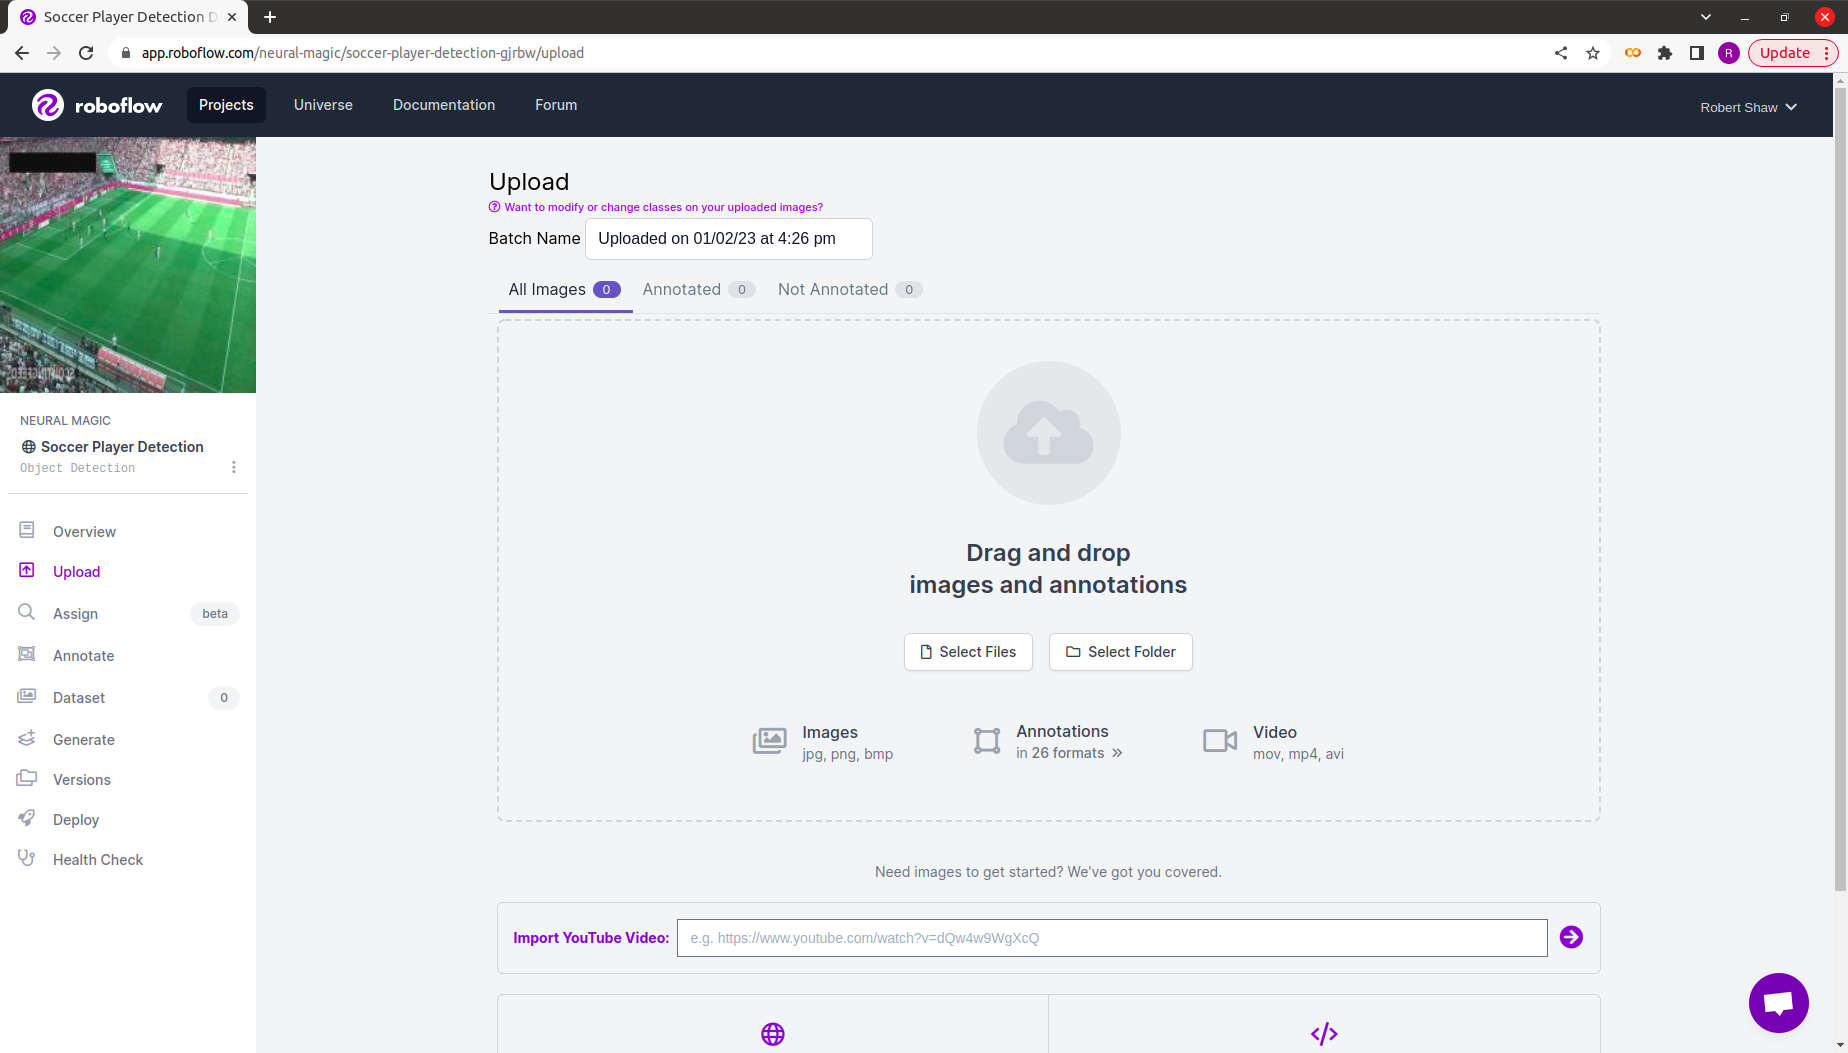 Soccer Player Detection D
app.roboflow.com/neural-magic/soccer-player-detection-gjrbw/upload
R
Update
roboflow
Projects
Universe
Documentation
Forum
Robert Shaw
NEURAL MAGIC
Soccer Player Detection
Object Detection
Overview
Upload
Assign beta
Annotate
Dataset 0
Generate
Versions
Deploy
Health Check
Upload
Want to modify or change classes on your uploaded images?
Batch Name Uploaded on 01/02/23 at 4:26 pm
All Images 0 Annotated 0 Not Annotated 0
Drag and drop
images and annotations
Select Files Select Folder
Images
jpg, png, bmp
Annotations
in 26 formats »
Video
mov, mp4, avi
Need images to get started? We've got you covered.
Import YouTube Video: e.g. https://www.youtube.com/watch?v=dQw4w9WgXcQ